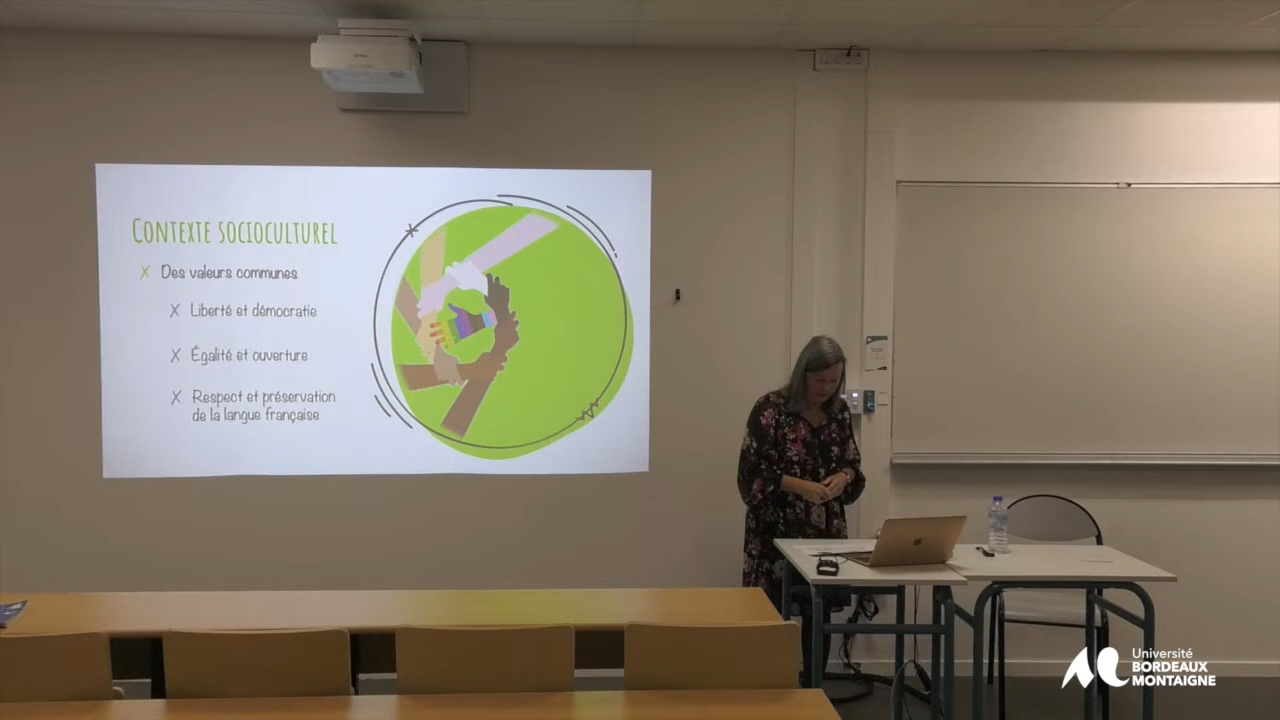 CONTEXTE SOCIOCULTUREL
X Des valeurs communes
X Liberté et démocratie
X Égalité et ouverture
X Respect et préservation
de la langue française
Université
BORDEAUX
MONTAIGNE